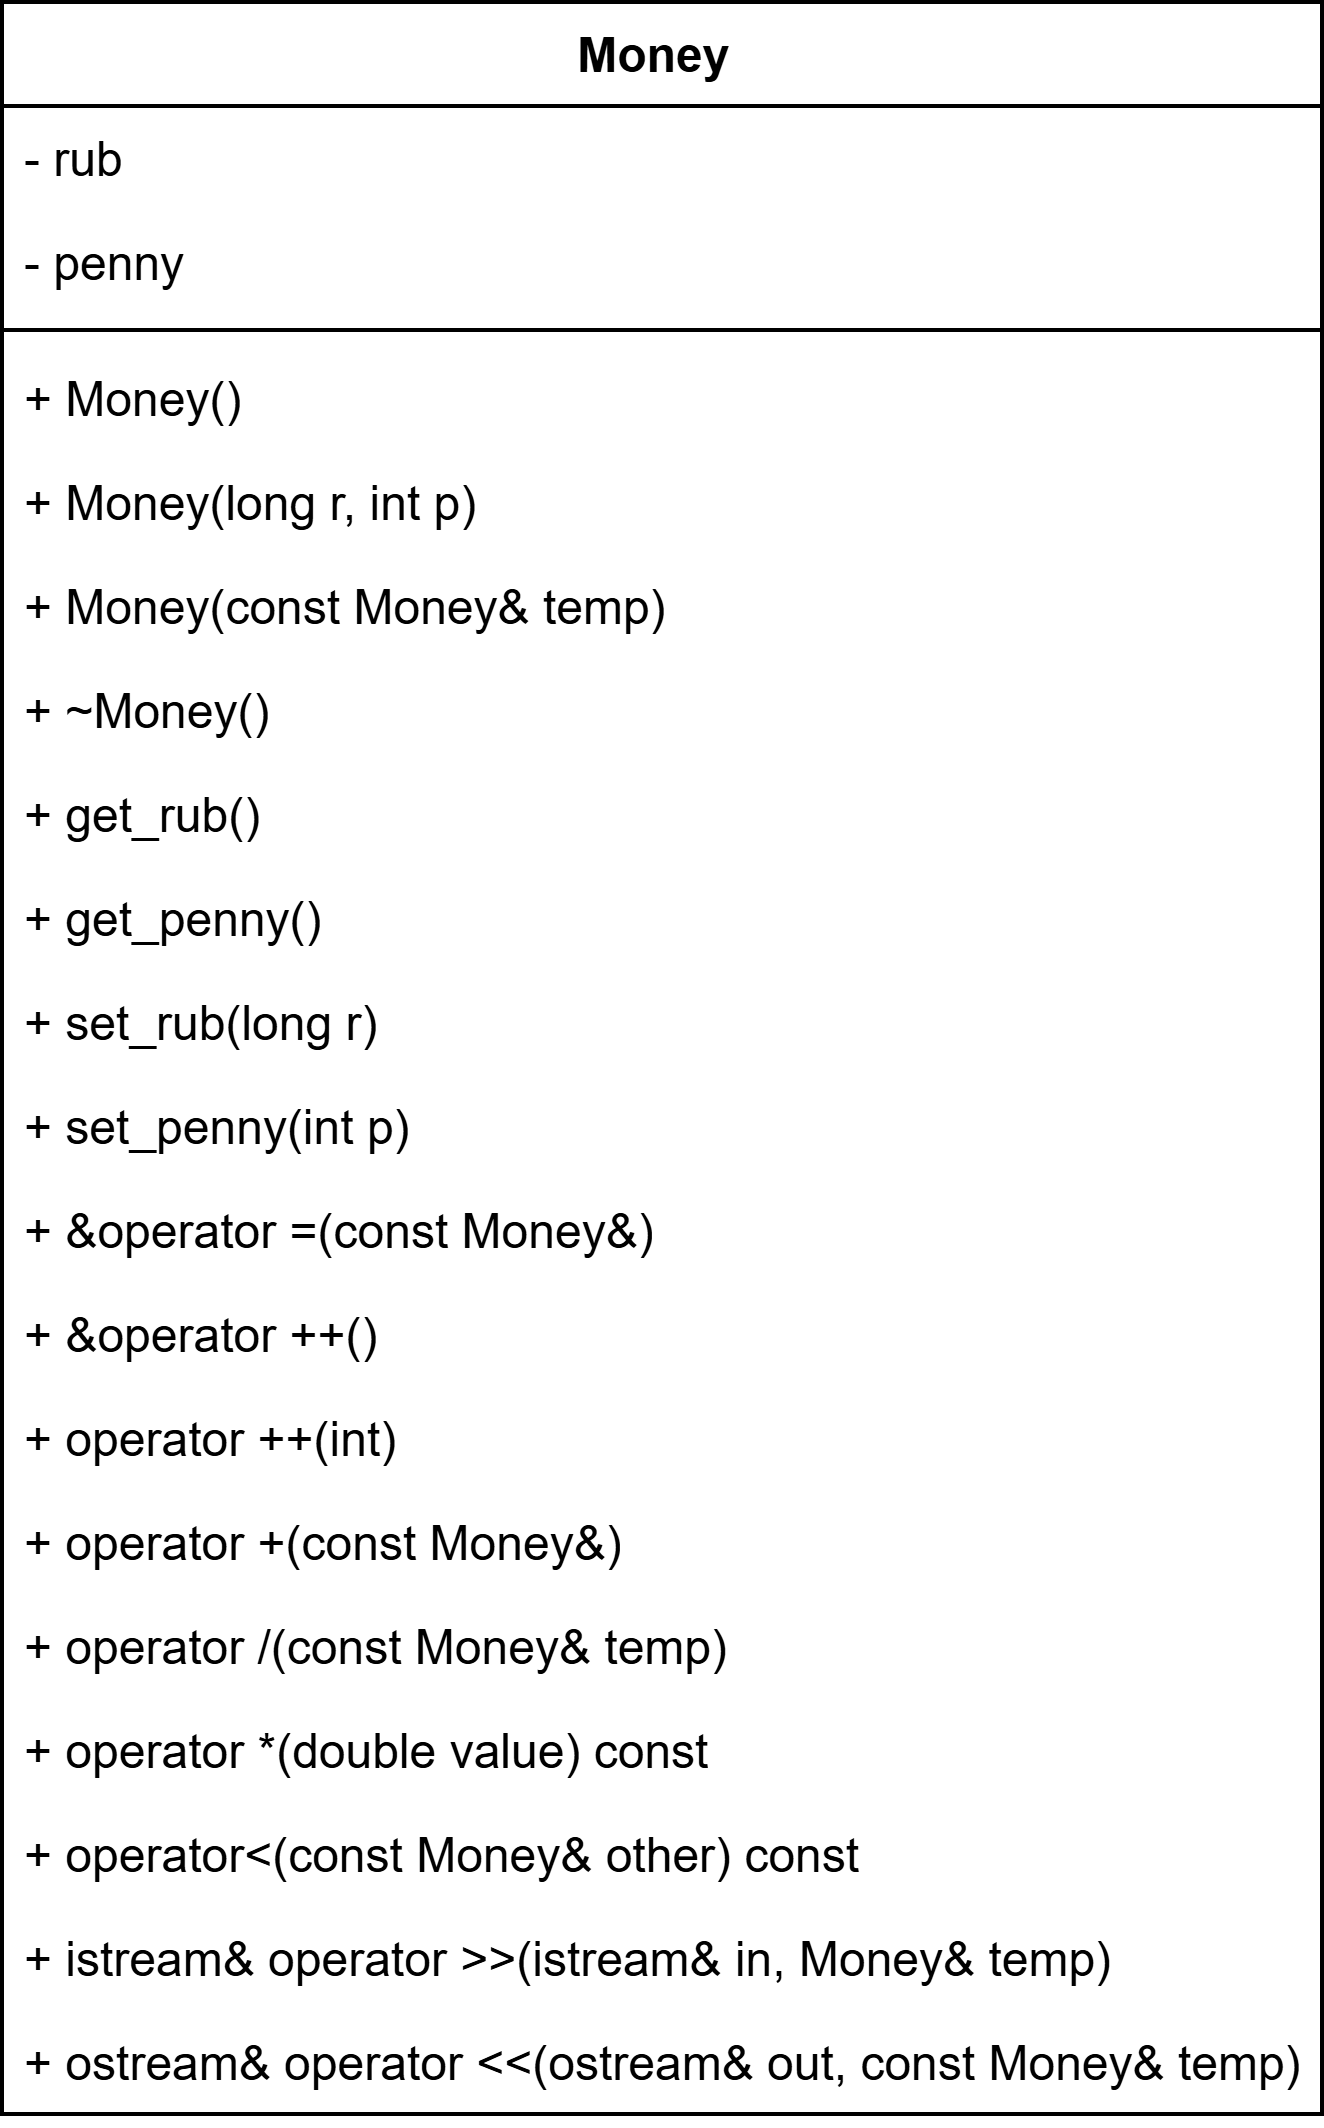 Money
- rub
- penny
+ Money()
+ Money(long r, int p)
+ Money(const Money& temp)
+ ~Money()
+ get_rub()
+ get_penny()
+ set_rub(long r)
+ set_penny(int p)
+ &operator =(const Money&)
+ &operator ++()
+ operator ++(int)
+ operator +(const Money&)
+ operator /(const Money& temp)
+ operator *(double value) const
+ operator<(const Money& other) const
+ istream& operator >>(istream& in, Money& temp)
+ ostream& operator <<(ostream& out, const Money& temp)